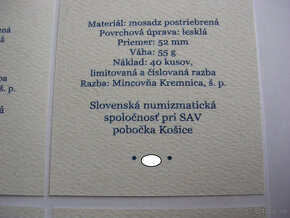 Materiál: mosadz postriebrená
Povrchová úprava: lesklá
Priemer: 52 mm
Váha: 55 g
Náklad: 40 kusov,
limitovaná a číslovaná razba
Razba: Mincovňa Kremnica, š. p.
Slovenská numizmatická
spoločnosť pri SAV
pobočka Košice
š. p.